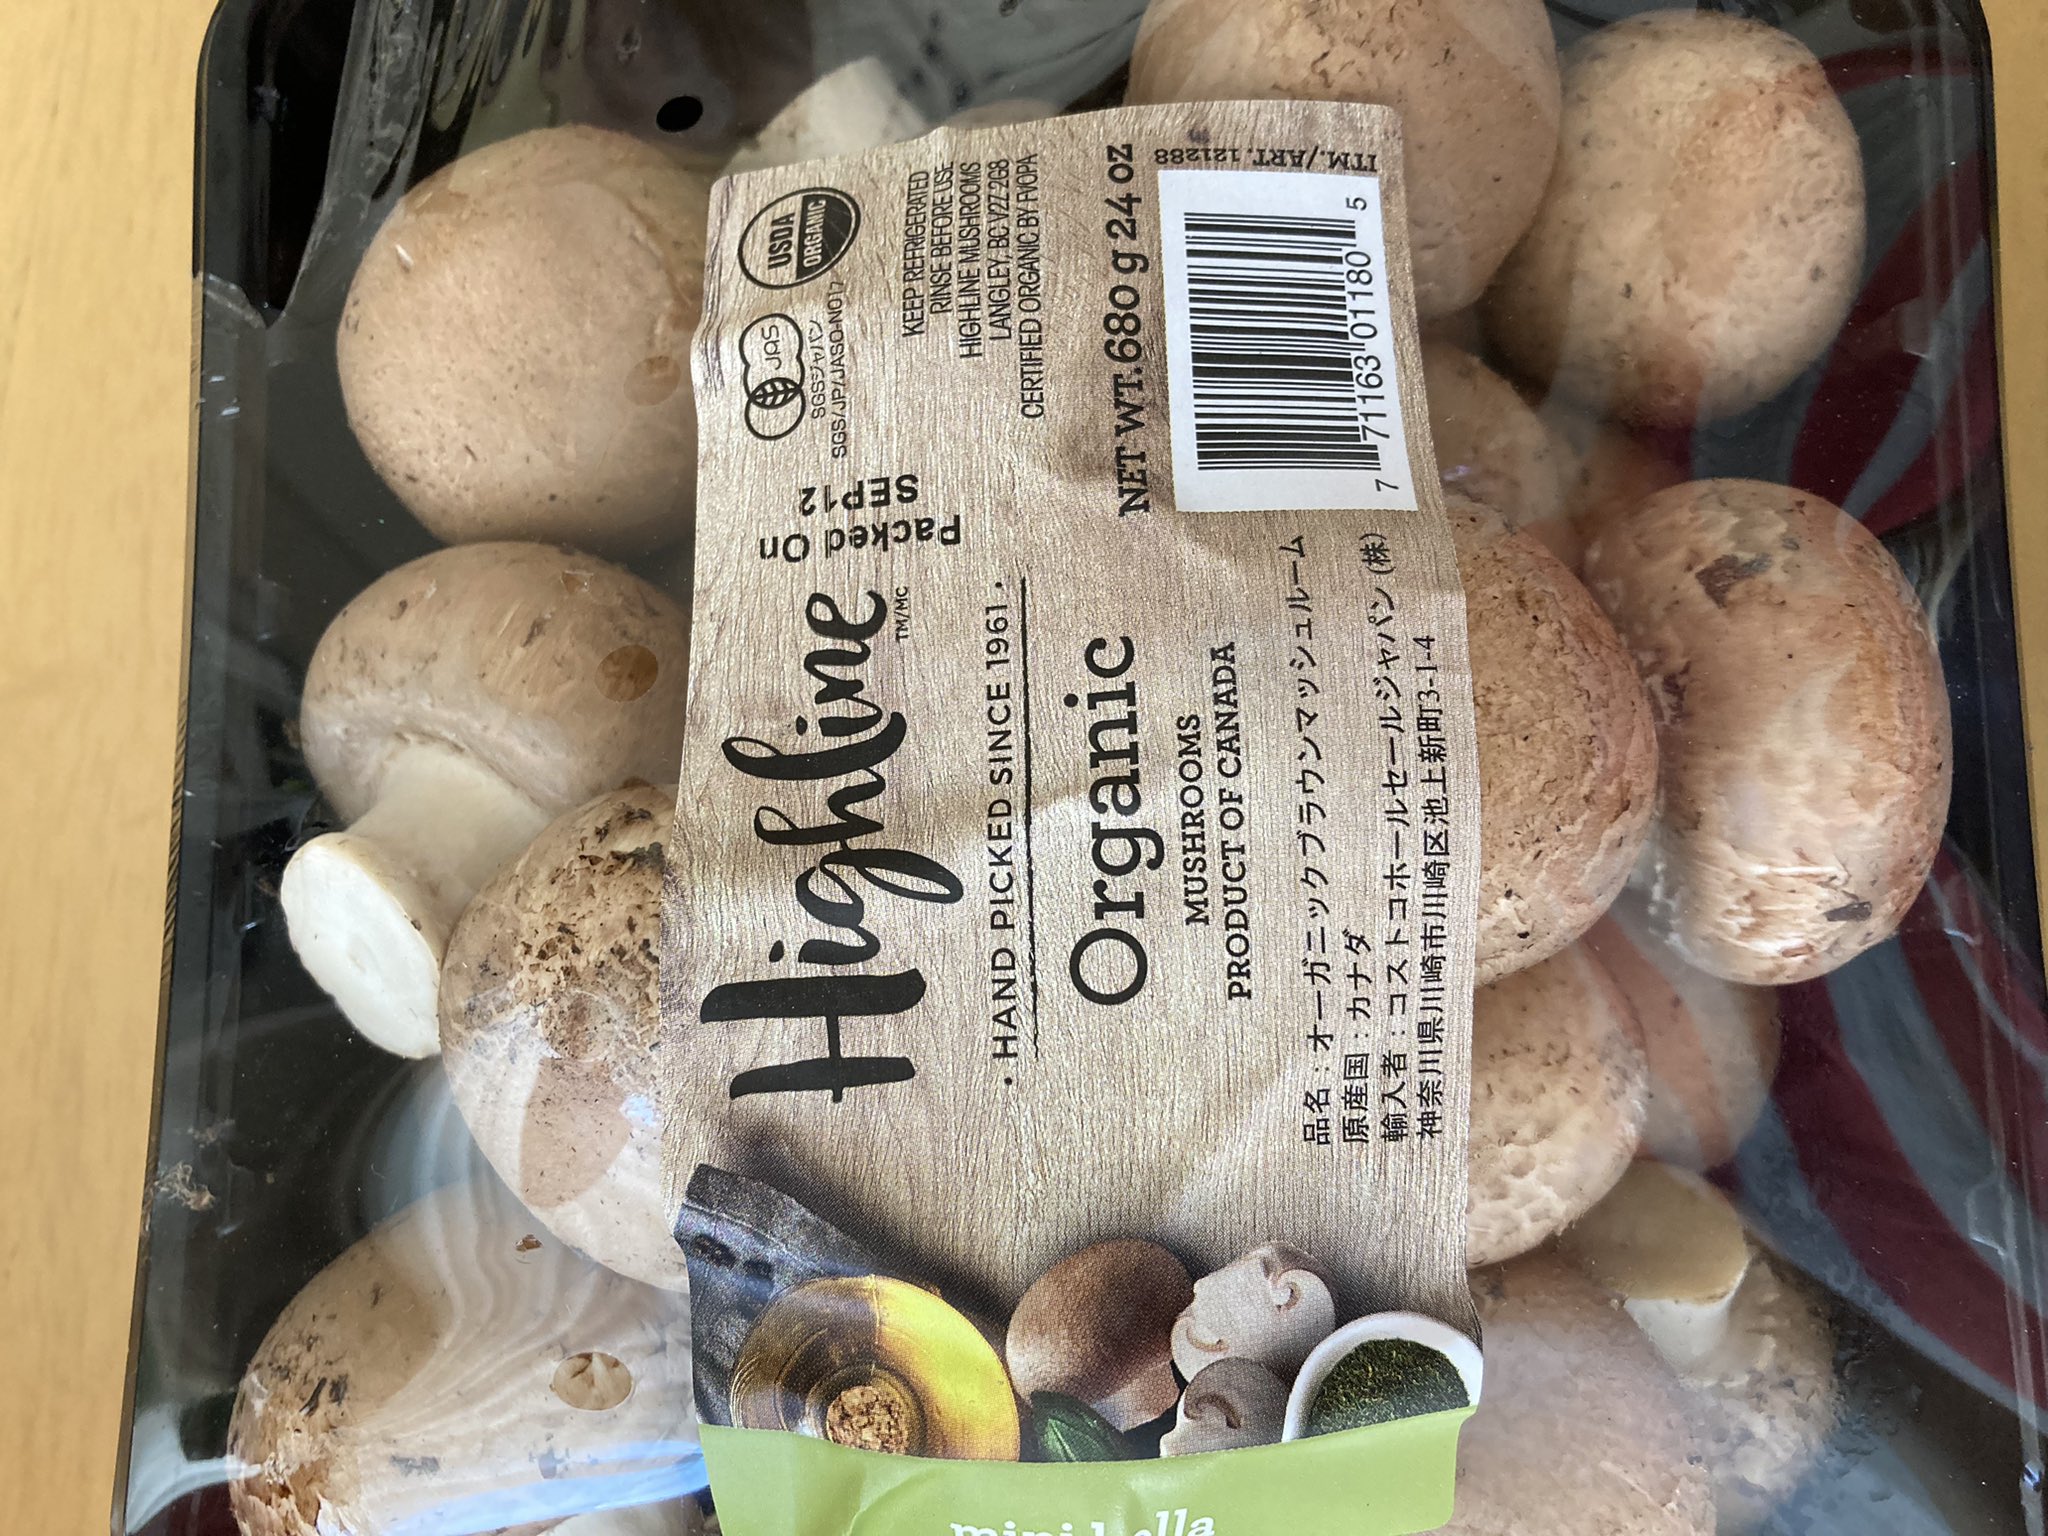 Highline
TM/MC
· HAND PICKED SINCE 1961 ·
Organic
MUSHROOMS
PRODUCT OF CANADA
品名：オーガニックブラウンマッシュルーム
原産国：カナダ
輸入者：コストコホールセールジャパン(株)
神奈川県川崎市川崎区池上新町3-1-4
Packed On
SEP12
USDA
ORGANIC
JAS
SGSジャパン
SGS/JP/JASO-N017
KEEP REFRIGERATED
RINSE BEFORE USE
HIGHLINE MUSHROOMS
LANGLEY, BC V2Z 2G8
CERTIFIED ORGANIC BY FVOPA
NET WT. 680 g 24 OZ
ITM./ART. 121288
7 71163 01180 5
mini bella